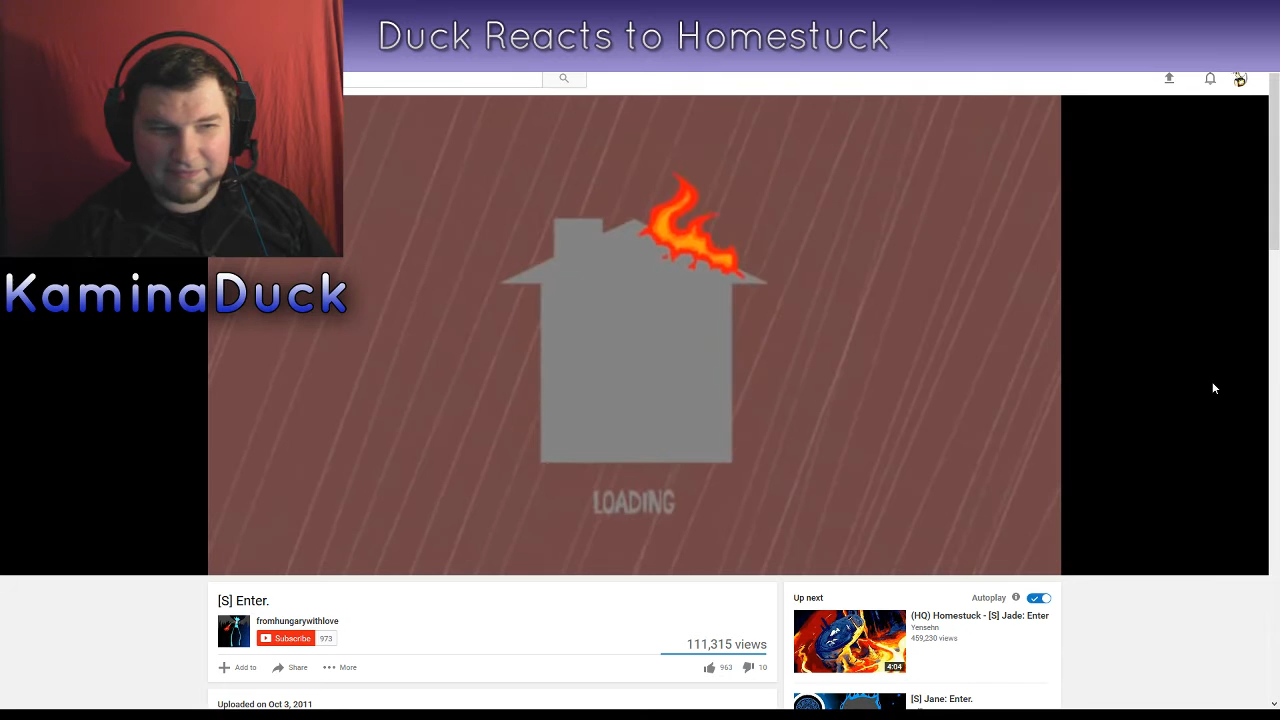 Duck Reacts to Homestuck
KaminaDuck
LOADING
[S] Enter.
fromhungarywithlove
Subscribe 973
111,315 views
Add to Share More
963 10
Uploaded on Oct 3, 2011
Up next
Autoplay
(HQ) Homestuck - [S] Jade: Enter
Yensehn
459,230 views
4:04
[S] Jane: Enter.